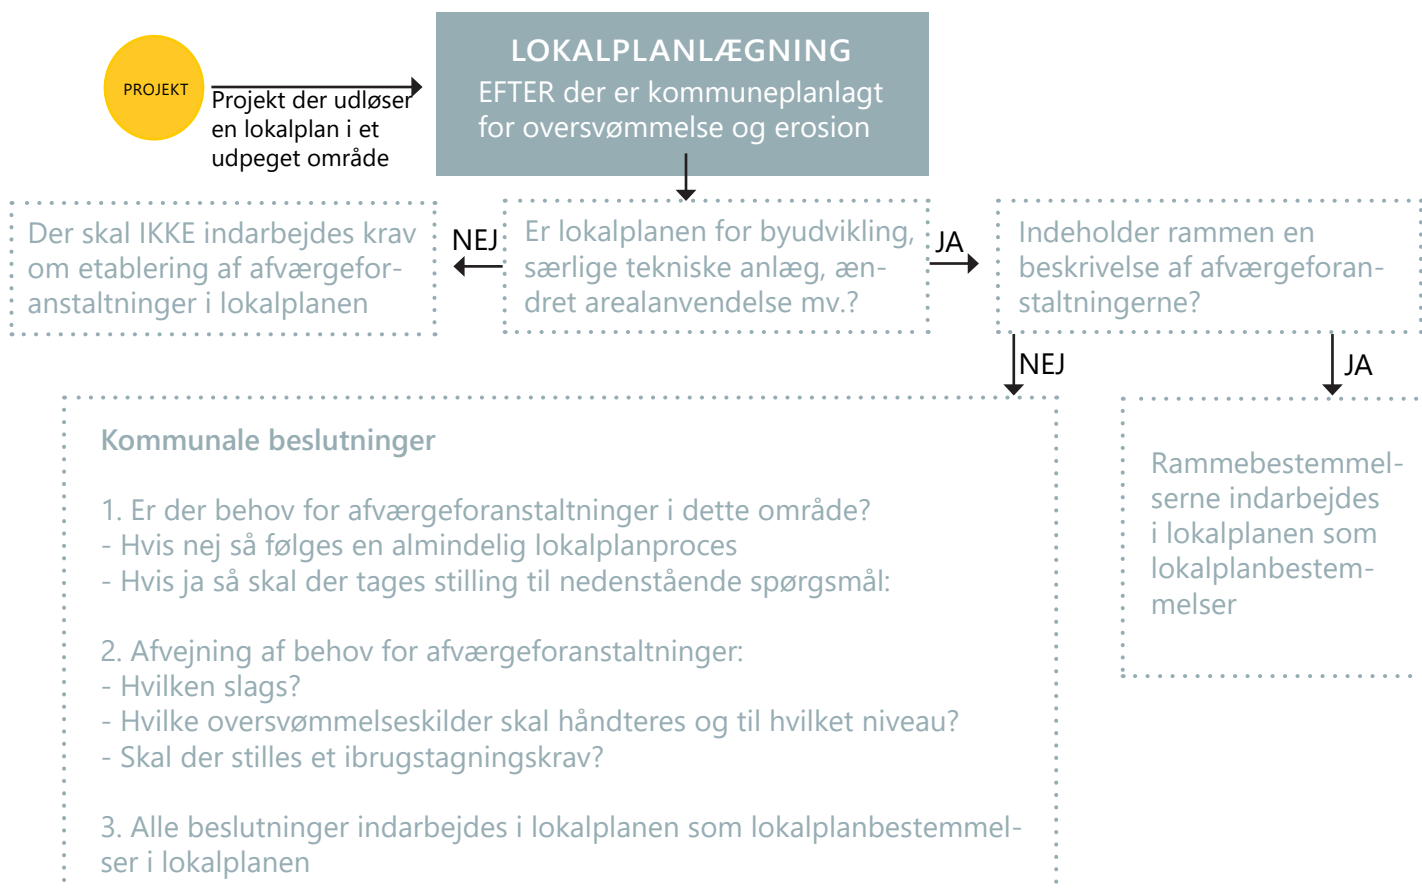 PROJEKT
Projekt der udløser
en lokalplan i et
udpeget område
LOKALPLANLÆGNING
EFTER der er kommuneplanlagt
for oversvømmelse og erosion
Der skal IKKE indarbejdes krav
om etablering af afværgefor-
anstaltninger i lokalplanen
NEJ
Er lokalplanen for byudvikling,
særlige tekniske anlæg, æn-
dret arealanvendelse mv.?
JA
Indeholder rammen en
beskrivelse af afværgeforan-
staltningerne?
NEJ
JA
Kommunale beslutninger
1. Er der behov for afværgeforanstaltninger i dette område?
- Hvis nej så følges en almindelig lokalplanproces
- Hvis ja så skal der tages stilling til nedenstående spørgsmål:
2. Afvejning af behov for afværgeforanstaltninger:
- Hvilken slags?
- Hvilke oversvømmelseskilder skal håndteres og til hvilket niveau?
- Skal der stilles et ibrugstagningskrav?
3. Alle beslutninger indarbejdes i lokalplanen som lokalplanbestemmel-
ser i lokalplanen
Rammebestemmel-
serne indarbejdes
i lokalplanen som
lokalplanbestem-
melser